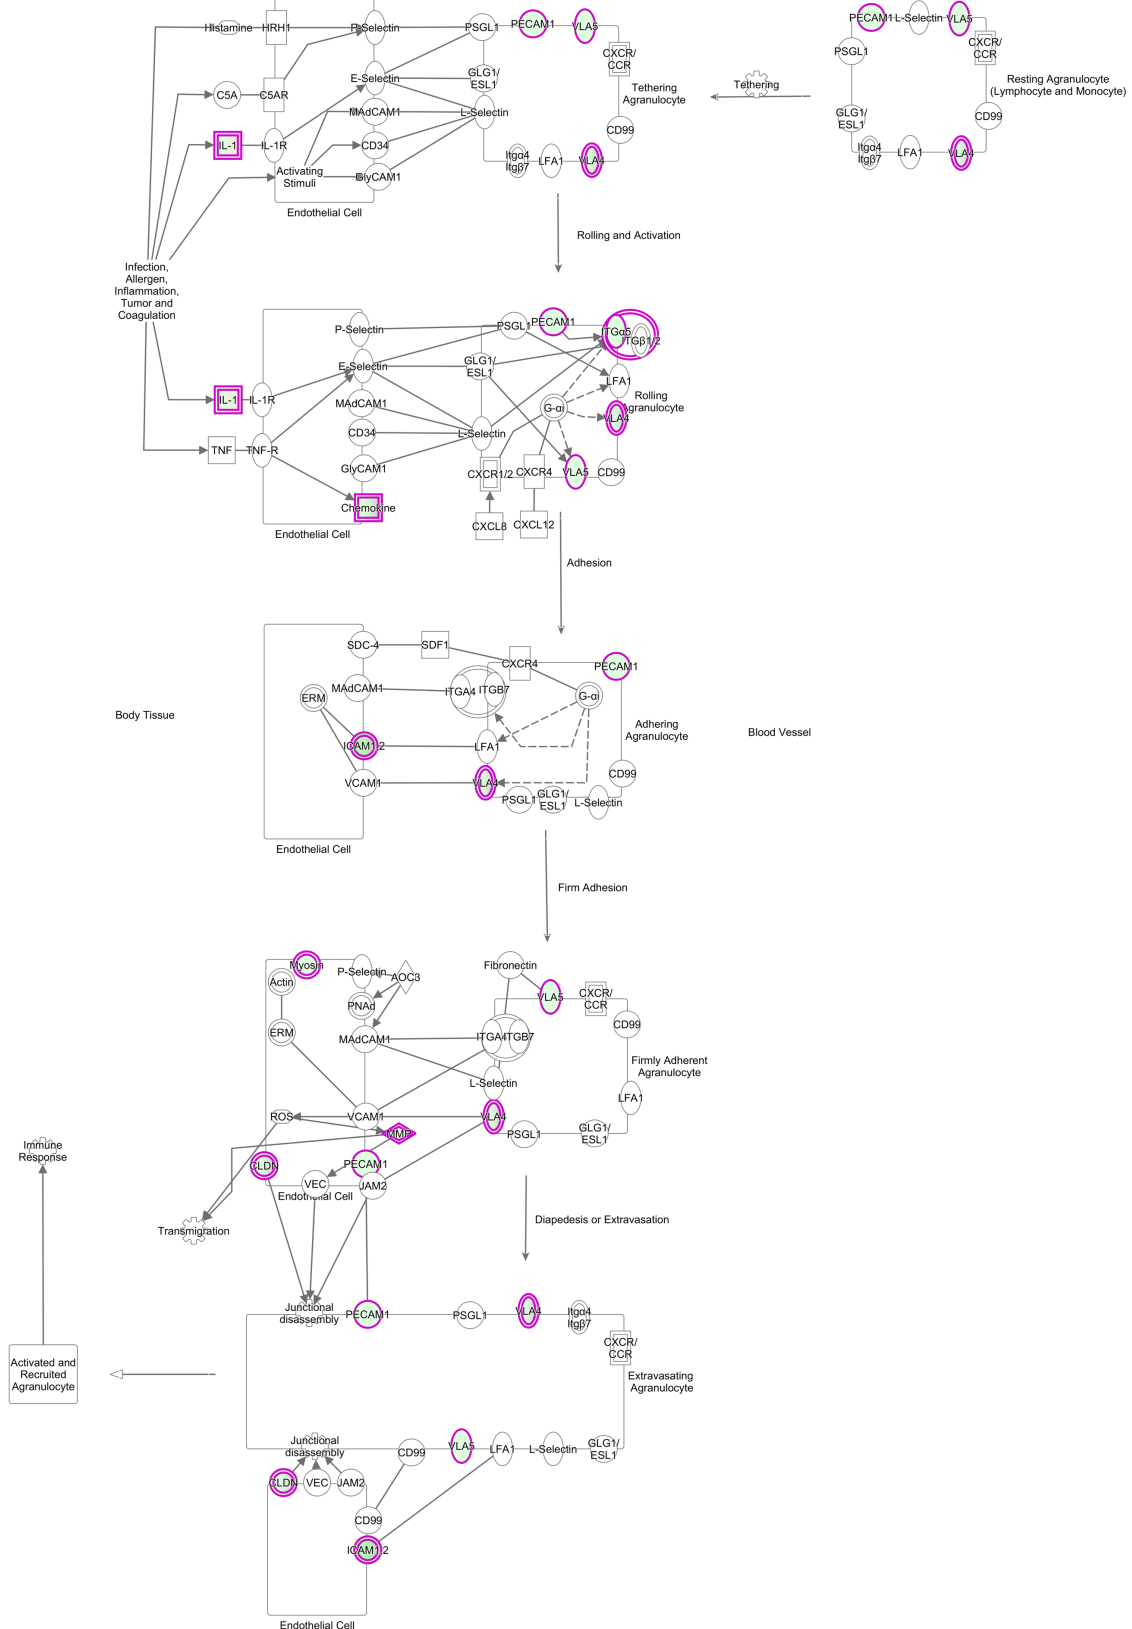 Histamine
HRH1
P-Selectin
PSGL1
PECAM1
VLA5
CXCR/
CCR
GLG1/
ESL1
E-Selectin
C5A
C5AR
Tethering
Agranulocyte
MAdCAM1
L-Selectin
IL-1
IL-1R
CD34
CD99
Activating
Stimuli
GlyCAM1
Itgα4
Itgβ7
LFA1
VLA4
Endothelial Cell
Tethering
PECAM1
L-Selectin
VLA5
PSGL1
CXCR/
CCR
Resting Agranulocyte
(Lymphocyte and Monocyte)
GLG1/
ESL1
CD99
Itgα4
Itgβ7
LFA1
VLA4
Rolling and Activation
Infection,
Allergen,
Inflammation,
Tumor and
Coagulation
P-Selectin
PSGL1
PECAM1
ITGα5
ITGβ1/2
E-Selectin
GLG1/
ESL1
LFA1
IL-1
IL-1R
MAdCAM1
G-αi
Rolling
Agranulocyte
VLA4
CD34
L-Selectin
TNF
TNF-R
GlyCAM1
CXCR1/2
CXCR4
VLA5
CD99
Chemokine
CXCL8
CXCL12
Endothelial Cell
Adhesion
SDC-4
SDF1
CXCR4
PECAM1
ERM
MAdCAM1
ITGA4
ITGB7
G-αi
Body Tissue
Adhering
Agranulocyte
Blood Vessel
ICAM1/2
LFA1
VCAM1
VLA4
CD99
PSGL1
GLG1/
ESL1
L-Selectin
Endothelial Cell
Firm Adhesion
Myosin
P-Selectin
AOC3
Fibronectin
Actin
PNAd
VLA5
CXCR/
CCR
ERM
MAdCAM1
ITGA4
ITGB7
CD99
Firmly Adherent
Agranulocyte
L-Selectin
LFA1
ROS
VCAM1
VLA4
MMP
PSGL1
GLG1/
ESL1
Immune
Response
CLDN
PECAM1
VEC
JAM2
Endothelial Cell
Transmigration
Diapedesis or Extravasation
Junctional
disassembly
PECAM1
PSGL1
VLA4
Itgα4
Itgβ7
CXCR/
CCR
Activated and
Recruited
Agranulocyte
Extravasating
Agranulocyte
Junctional
disassembly
CD99
VLA5
LFA1
L-Selectin
GLG1/
ESL1
CLDN
VEC
JAM2
CD99
ICAM1/2
Endothelial Cell